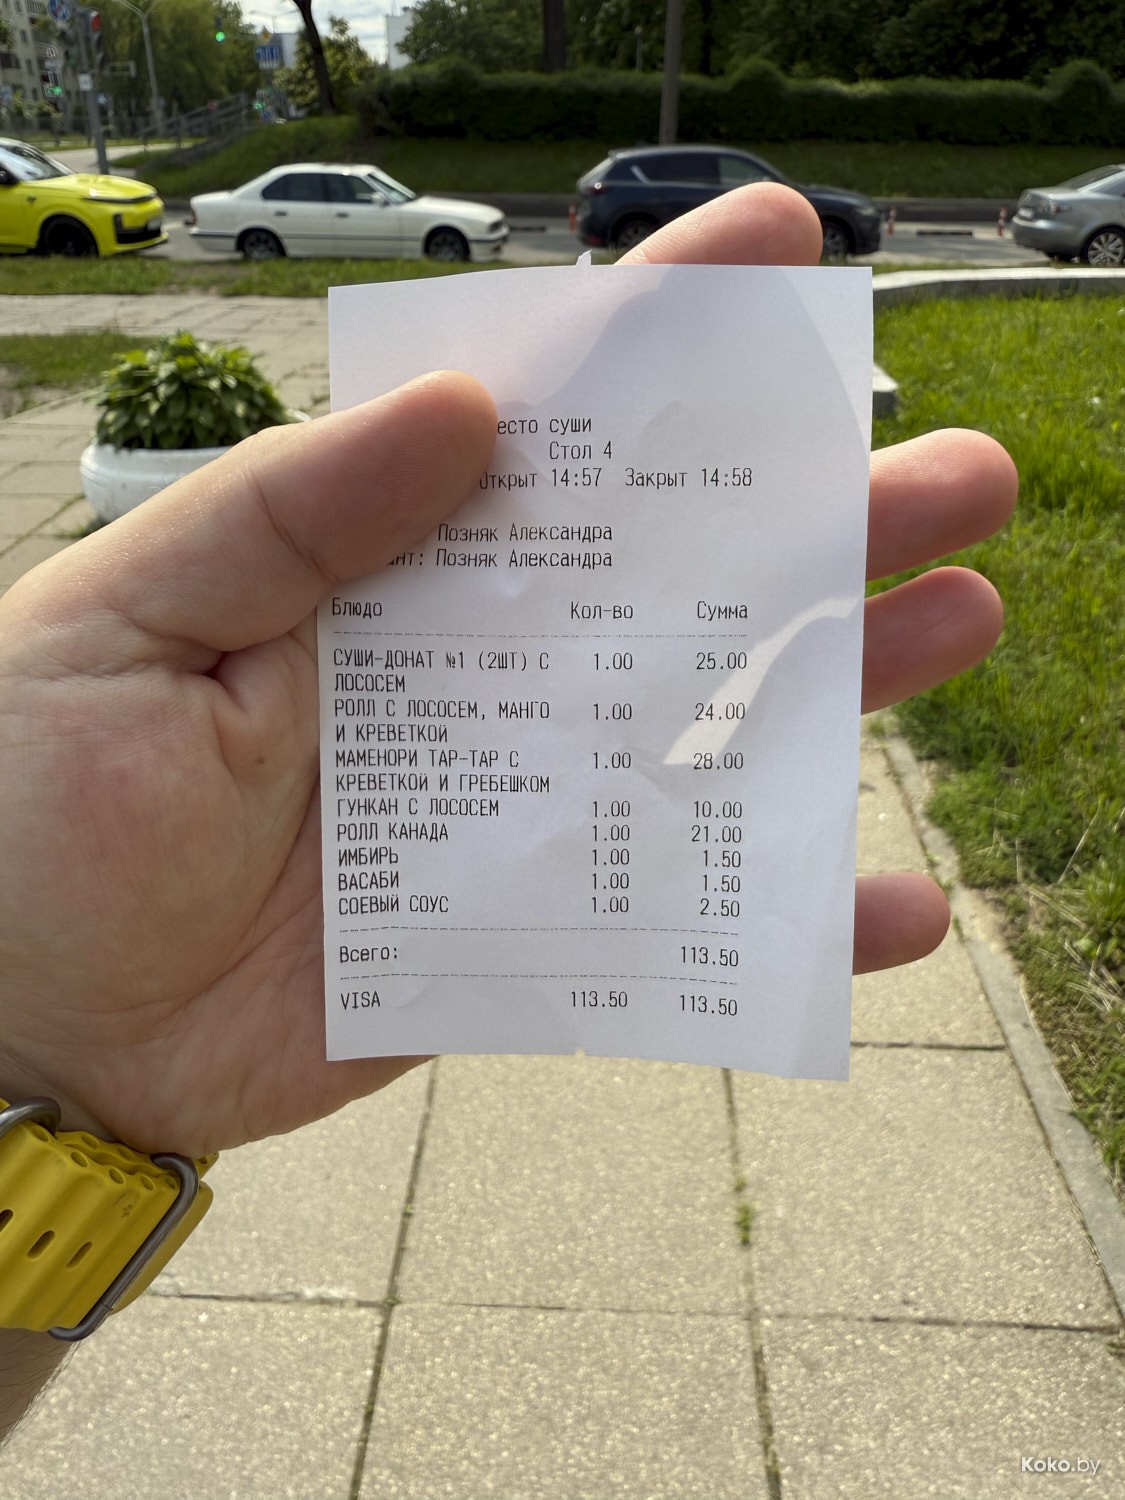 суши
Стол 4
Открыт 14:57 Закрыт 14:58
Позняк Александра
Позняк Александра
Блюдо Кол-во Сумма
СУШИ-ДОНАТ №1 (2ШТ) С 1.00 25.00
ЛОСОСЕМ
РОЛЛ С ЛОСОСЕМ, МАНГО 1.00 24.00
И КРЕВЕТКОЙ
МАМЕНОРИ ТАР-ТАР С 1.00 28.00
КРЕВЕТКОЙ И ГРЕБЕШКОМ
ГУНКАН С ЛОСОСЕМ 1.00 10.00
РОЛЛ КАНАДА 1.00 21.00
ИМБИРЬ 1.00 1.50
ВАСАБИ 1.00 1.50
СОЕВЫЙ СОУС 1.00 2.50
Всего: 113.50
VISA 113.50 113.50
Koko.by